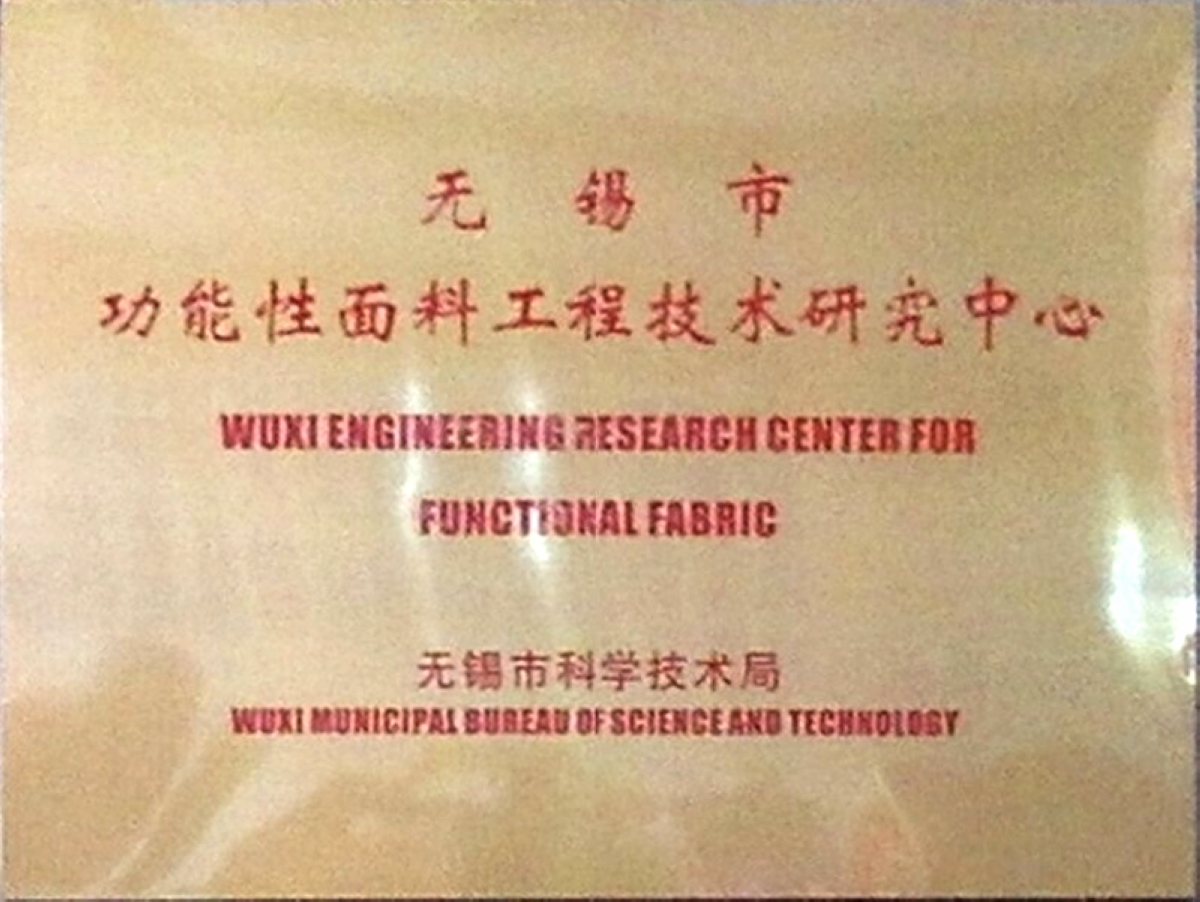 无锡市
功能性面料工程技术研究中心
WUXI ENGINEERING RESEARCH CENTER FOR
FUNCTIONAL FABRIC
无锡市科学技术局
WUXI MUNICIPAL BUREAU OF SCIENCE AND TECHNOLOGY